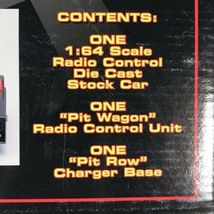 CONTENTS:
ONE
1:64 Scale
Radio Control
Die Cast
Stock Car
ONE
"Pit Wagon"
Radio Control Unit
ONE
"Pit Row"
Charger Base